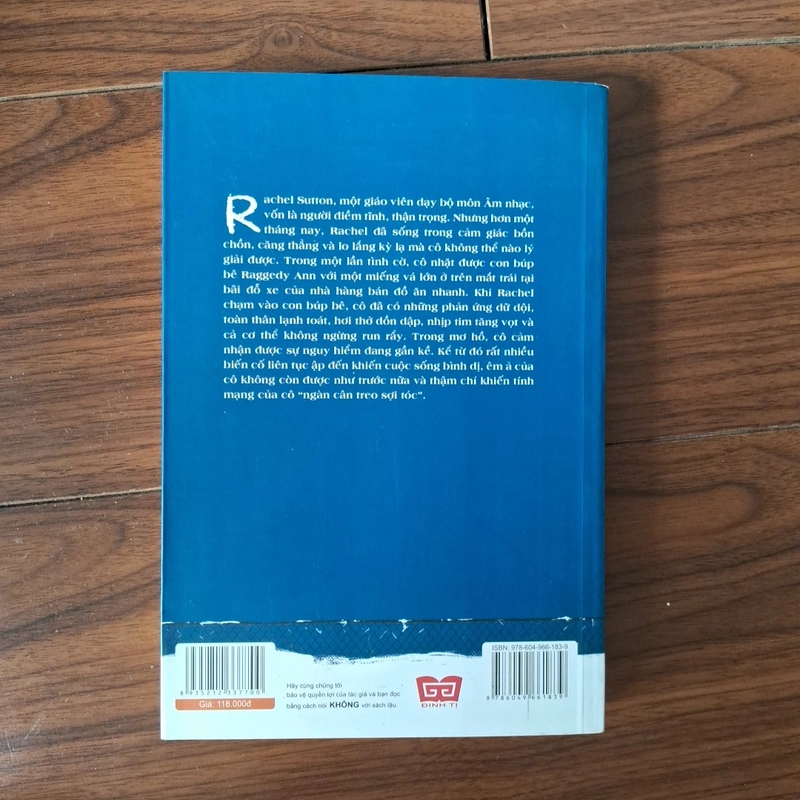 Rachel Sutton, một giáo viên dạy bộ môn Âm nhạc,
vốn là người điềm tĩnh, thận trọng. Nhưng hơn một
tháng nay, Rachel đã sống trong cảm giác bồn
chồn, căng thẳng và lo lắng kỳ lạ mà cô không thể nào lý
giải được. Trong một lần tình cờ, cô nhặt được con búp
bê Raggedy Ann với một miếng vá lớn ở trên mắt trái tại
bãi đỗ xe của nhà hàng bán đồ ăn nhanh. Khi Rachel
chạm vào con búp bê, cô đã có những phản ứng dữ dội,
toàn thân lạnh toát, hơi thở dồn dập, nhịp tim tăng vọt và
cả cơ thể không ngừng run rẩy. Trong mơ hồ, cô cảm
nhận được sự nguy hiểm đang gần kề. Kể từ đó rất nhiều
biến cố liên tục ập đến khiến cuộc sống bình dị, êm ả của
cô không còn được như trước nữa và thậm chí khiến tính
mạng của cô "ngàn cân treo sợi tóc".
8 935212 337700
Giá: 118.000đ
Hãy cùng chúng tôi
bảo vệ quyền lợi của tác giả và bạn đọc
bằng cách nói KHÔNG với sách lậu.
ĐINH TỊ
ISBN: 978-604-966-183-9
9 786049 661839